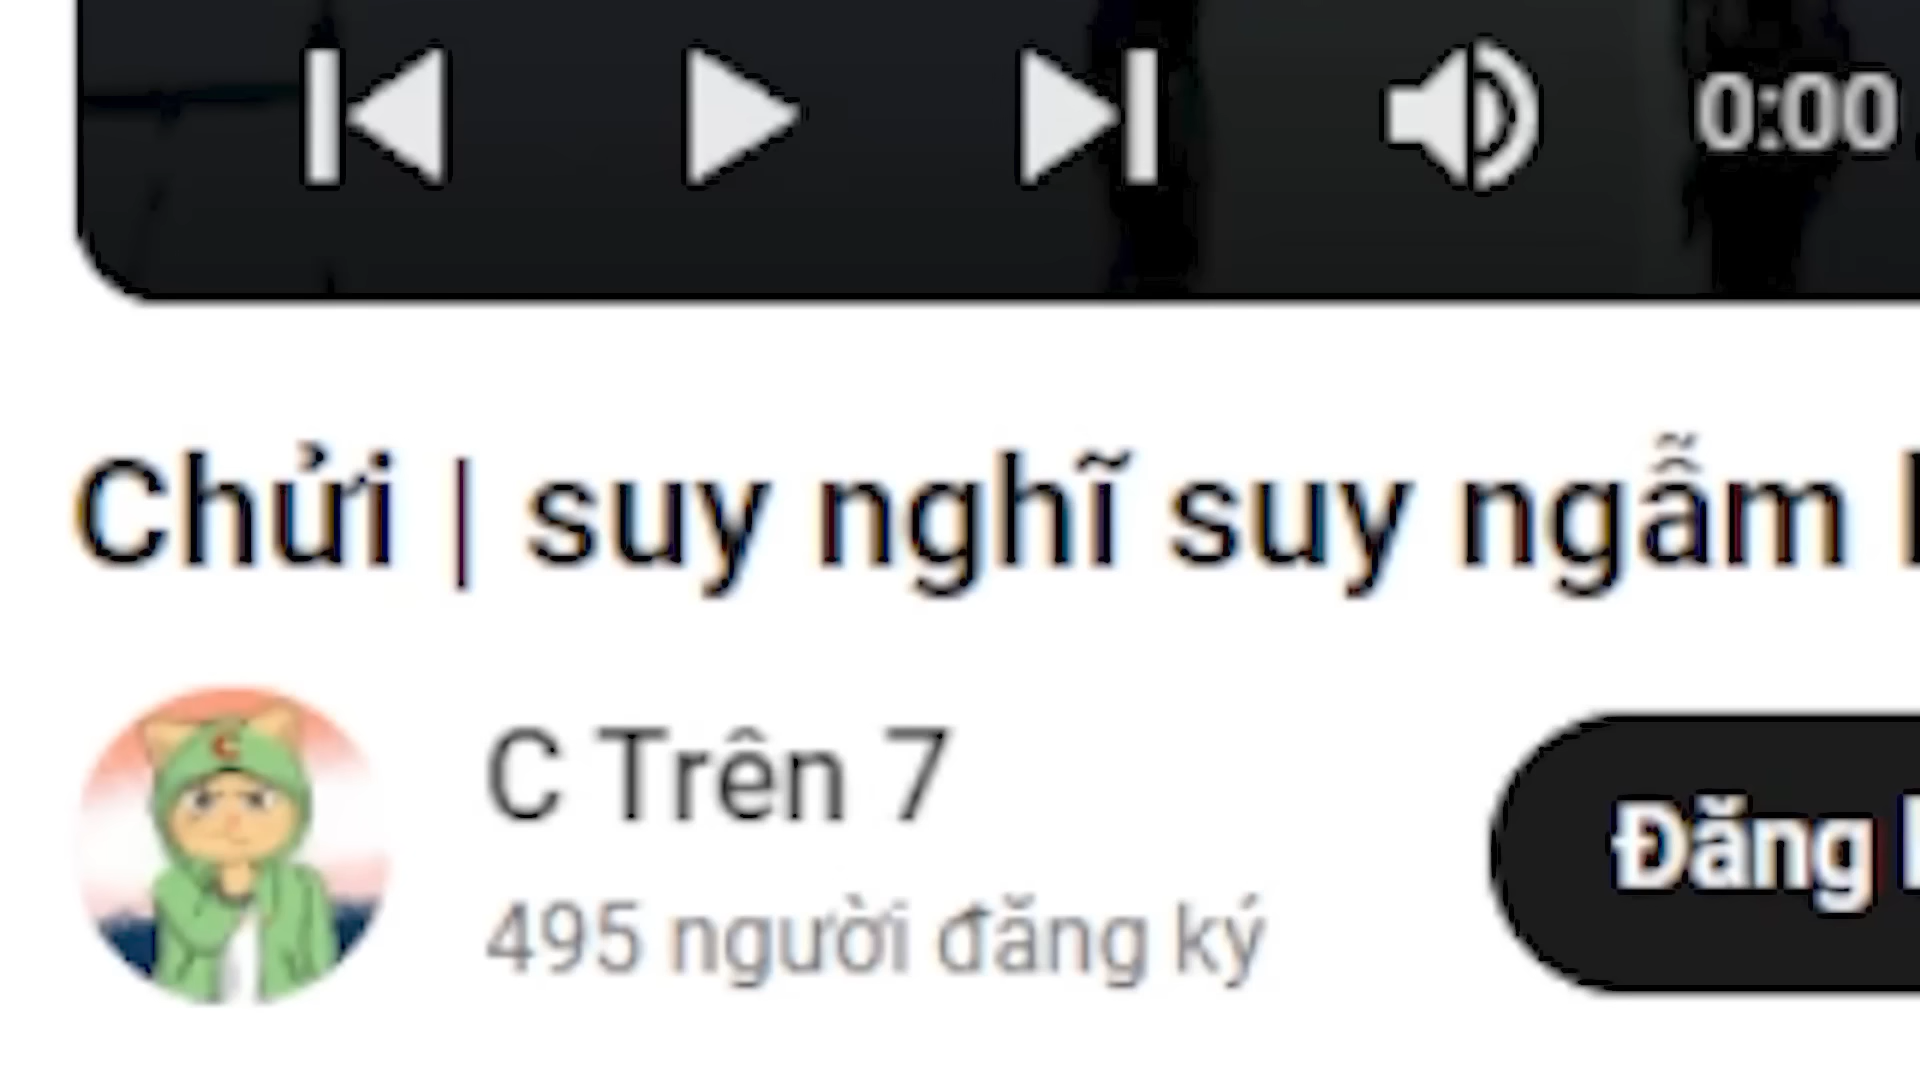 0:00
Chửi | suy nghĩ suy ngẫm
C
C Trên 7
495 người đăng ký
Đăng